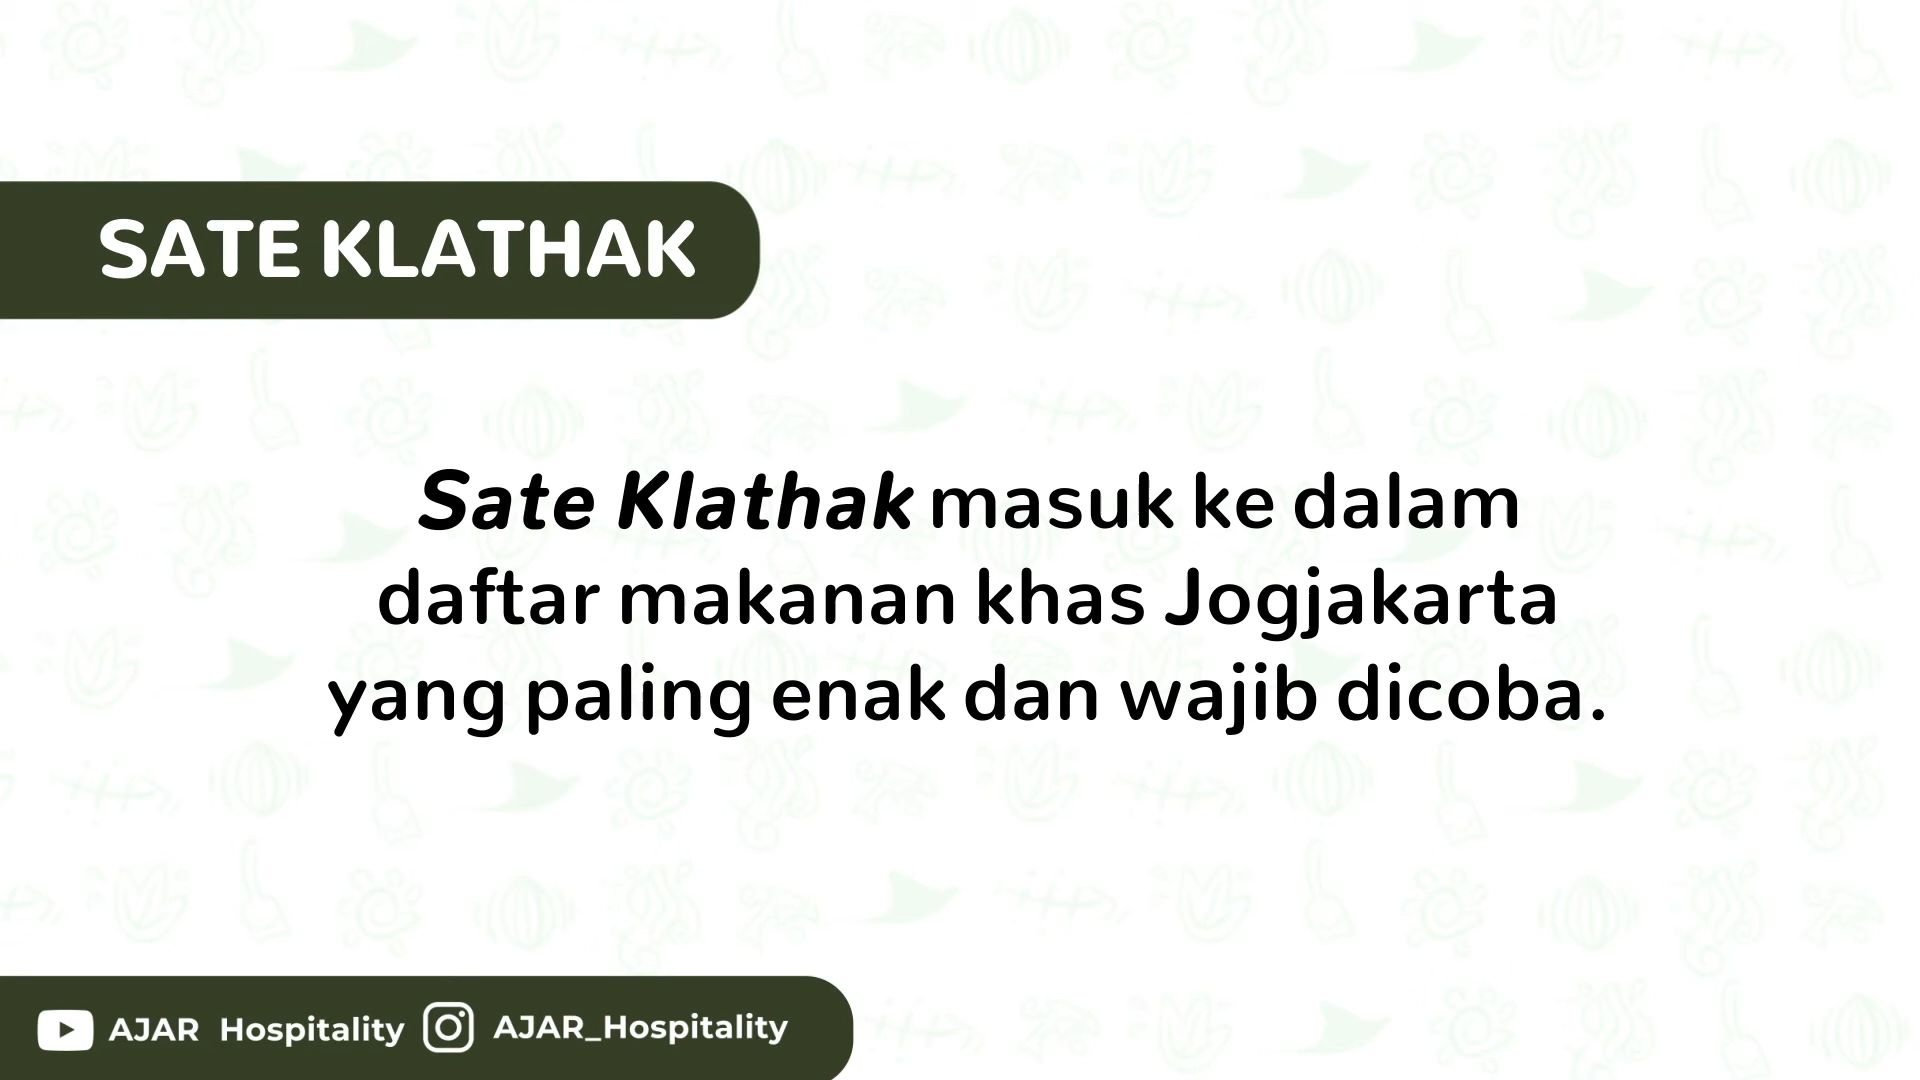 SATE KLATHAK
Sate Klathak masuk ke dalam
daftar makanan khas Jogjakarta
yang paling enak dan wajib dicoba.
AJAR Hospitality AJAR_Hospitality